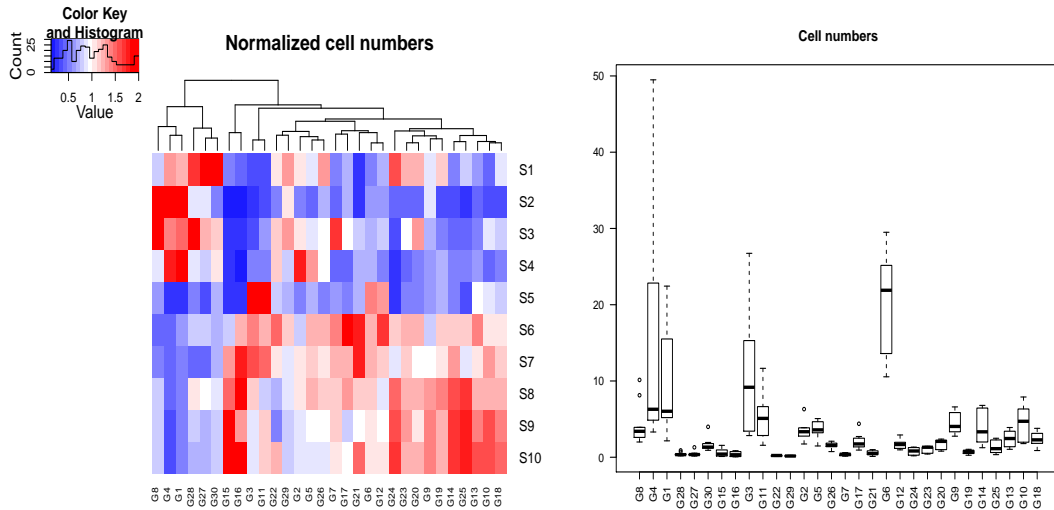 Color Key
and Histogram
Count
0 10 25
0.5 1 1.5 2
Value
Normalized cell numbers
S1
S2
S3
S4
S5
S6
S7
S8
S9
S10
G8 G4 G1 G28 G27 G30 G15 G16 G3 G11 G22 G29 G2 G5 G26 G7 G17 G21 G6 G12 G24 G23 G20 G9 G19 G14 G25 G13 G10 G18
Cell numbers
50
40
30
20
10
0
G8 G4 G1 G28 G27 G30 G15 G16 G3 G11 G22 G29 G2 G5 G26 G7 G17 G21 G6 G12 G24 G23 G20 G9 G19 G14 G25 G13 G10 G18